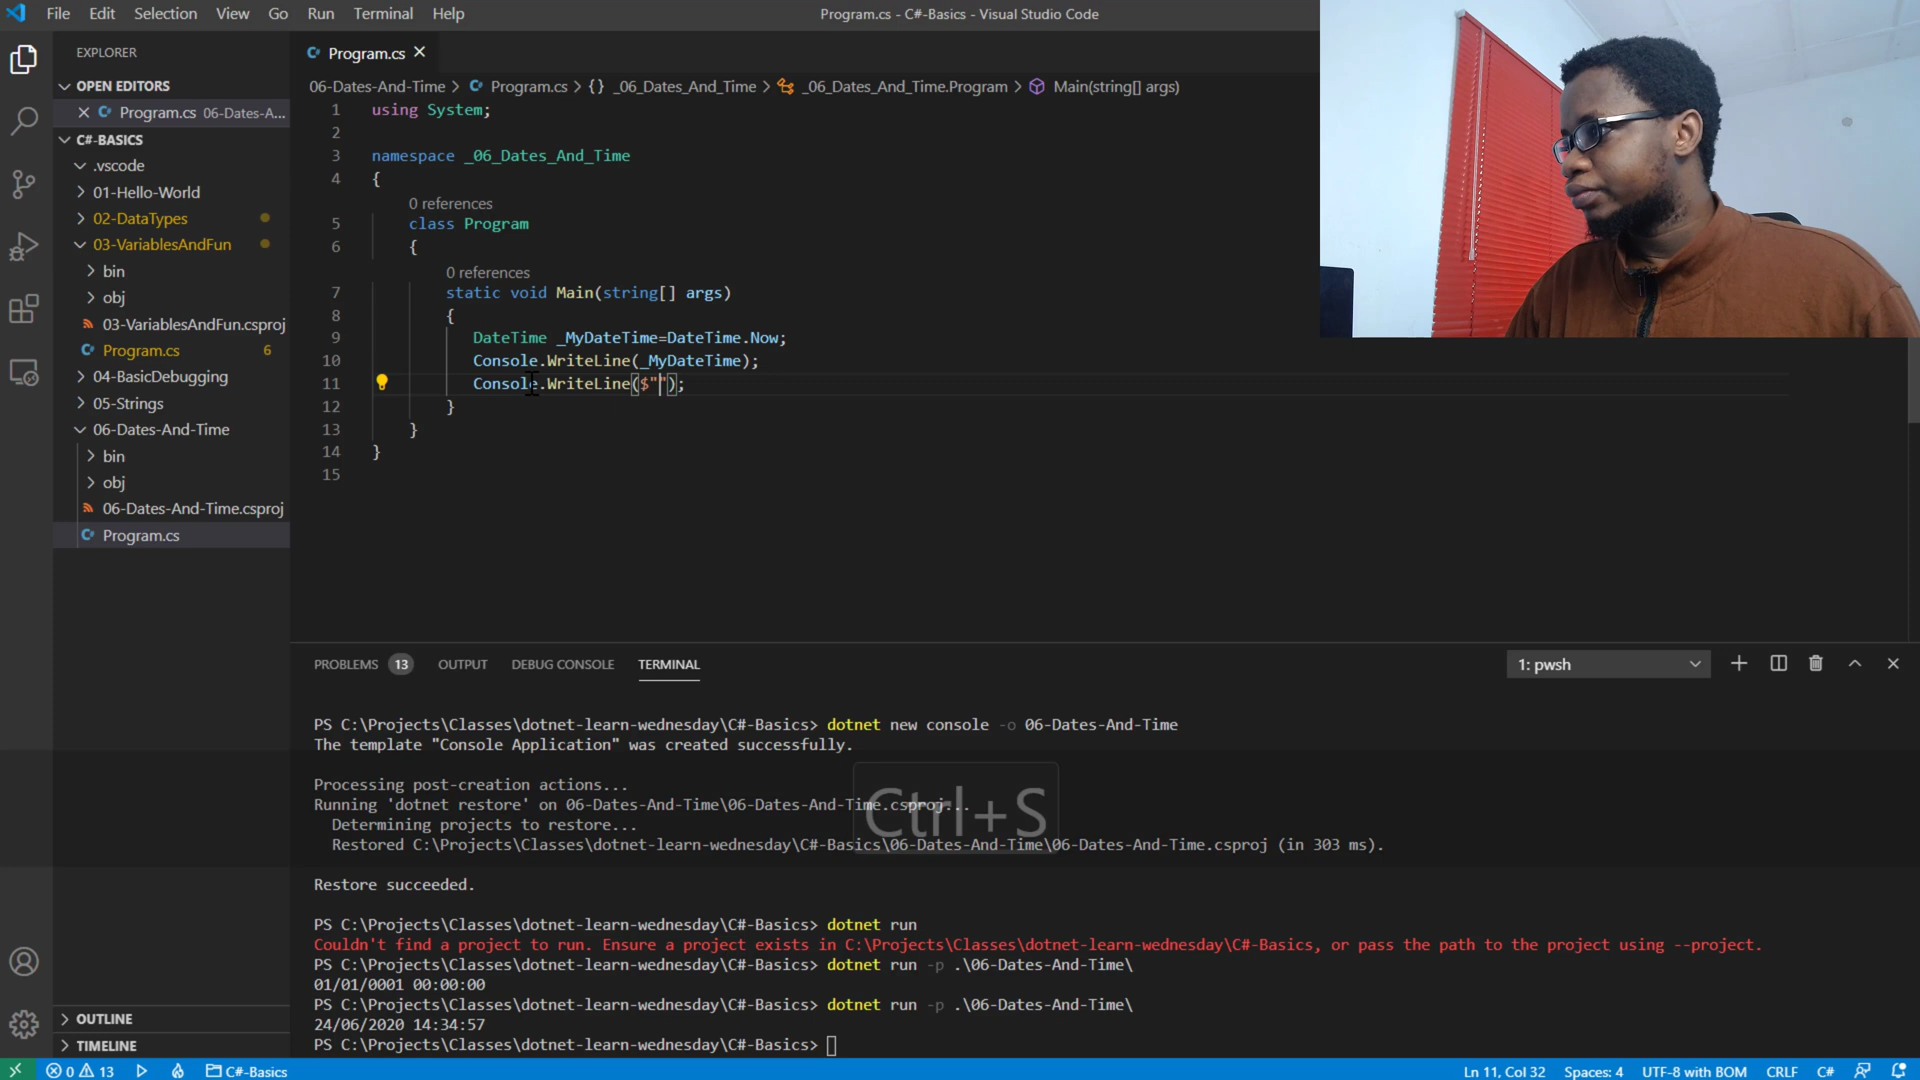 File Edit Selection View Go Run Terminal Help
Program.cs - C#-Basics - Visual Studio Code
EXPLORER
OPEN EDITORS
Program.cs 06-Dates-A...
C#-BASICS
.vscode
01-Hello-World
02-DataTypes
03-VariablesAndFun
bin
obj
03-VariablesAndFun.csproj
Program.cs 6
04-BasicDebugging
05-Strings
06-Dates-And-Time
bin
obj
06-Dates-And-Time.csproj
Program.cs
OUTLINE
TIMELINE
Program.cs
06-Dates-And-Time > Program.cs > {} _06_Dates_And_Time > _06_Dates_And_Time.Program > Main(string[] args)
1 using System;
2
3 namespace _06_Dates_And_Time
4 {
0 references
5 class Program
6 {
0 references
7 static void Main(string[] args)
8 {
9 DateTime _MyDateTime=DateTime.Now;
10 Console.WriteLine(_MyDateTime);
11 Console.WriteLine($"");
12 }
13 }
14 }
15
PROBLEMS 13 OUTPUT DEBUG CONSOLE TERMINAL
1: pwsh
PS C:\Projects\Classes\dotnet-learn-wednesday\C#-Basics> dotnet new console -o 06-Dates-And-Time
The template "Console Application" was created successfully.
Processing post-creation actions...
Running 'dotnet restore' on 06-Dates-And-Time\06-Dates-And-Time.csproj...
Determining projects to restore...
Restored C:\Projects\Classes\dotnet-learn-wednesday\C#-Basics\06-Dates-And-Time\06-Dates-And-Time.csproj (in 303 ms).
Ctrl+S
Restore succeeded.
PS C:\Projects\Classes\dotnet-learn-wednesday\C#-Basics> dotnet run
Couldn't find a project to run. Ensure a project exists in C:\Projects\Classes\dotnet-learn-wednesday\C#-Basics, or pass the path to the project using --project.
PS C:\Projects\Classes\dotnet-learn-wednesday\C#-Basics> dotnet run -p .\06-Dates-And-Time\
01/01/0001 00:00:00
PS C:\Projects\Classes\dotnet-learn-wednesday\C#-Basics> dotnet run -p .\06-Dates-And-Time\
24/06/2020 14:34:57
PS C:\Projects\Classes\dotnet-learn-wednesday\C#-Basics>
0 13 C#-Basics
Ln 11, Col 32 Spaces: 4 UTF-8 with BOM CRLF C#